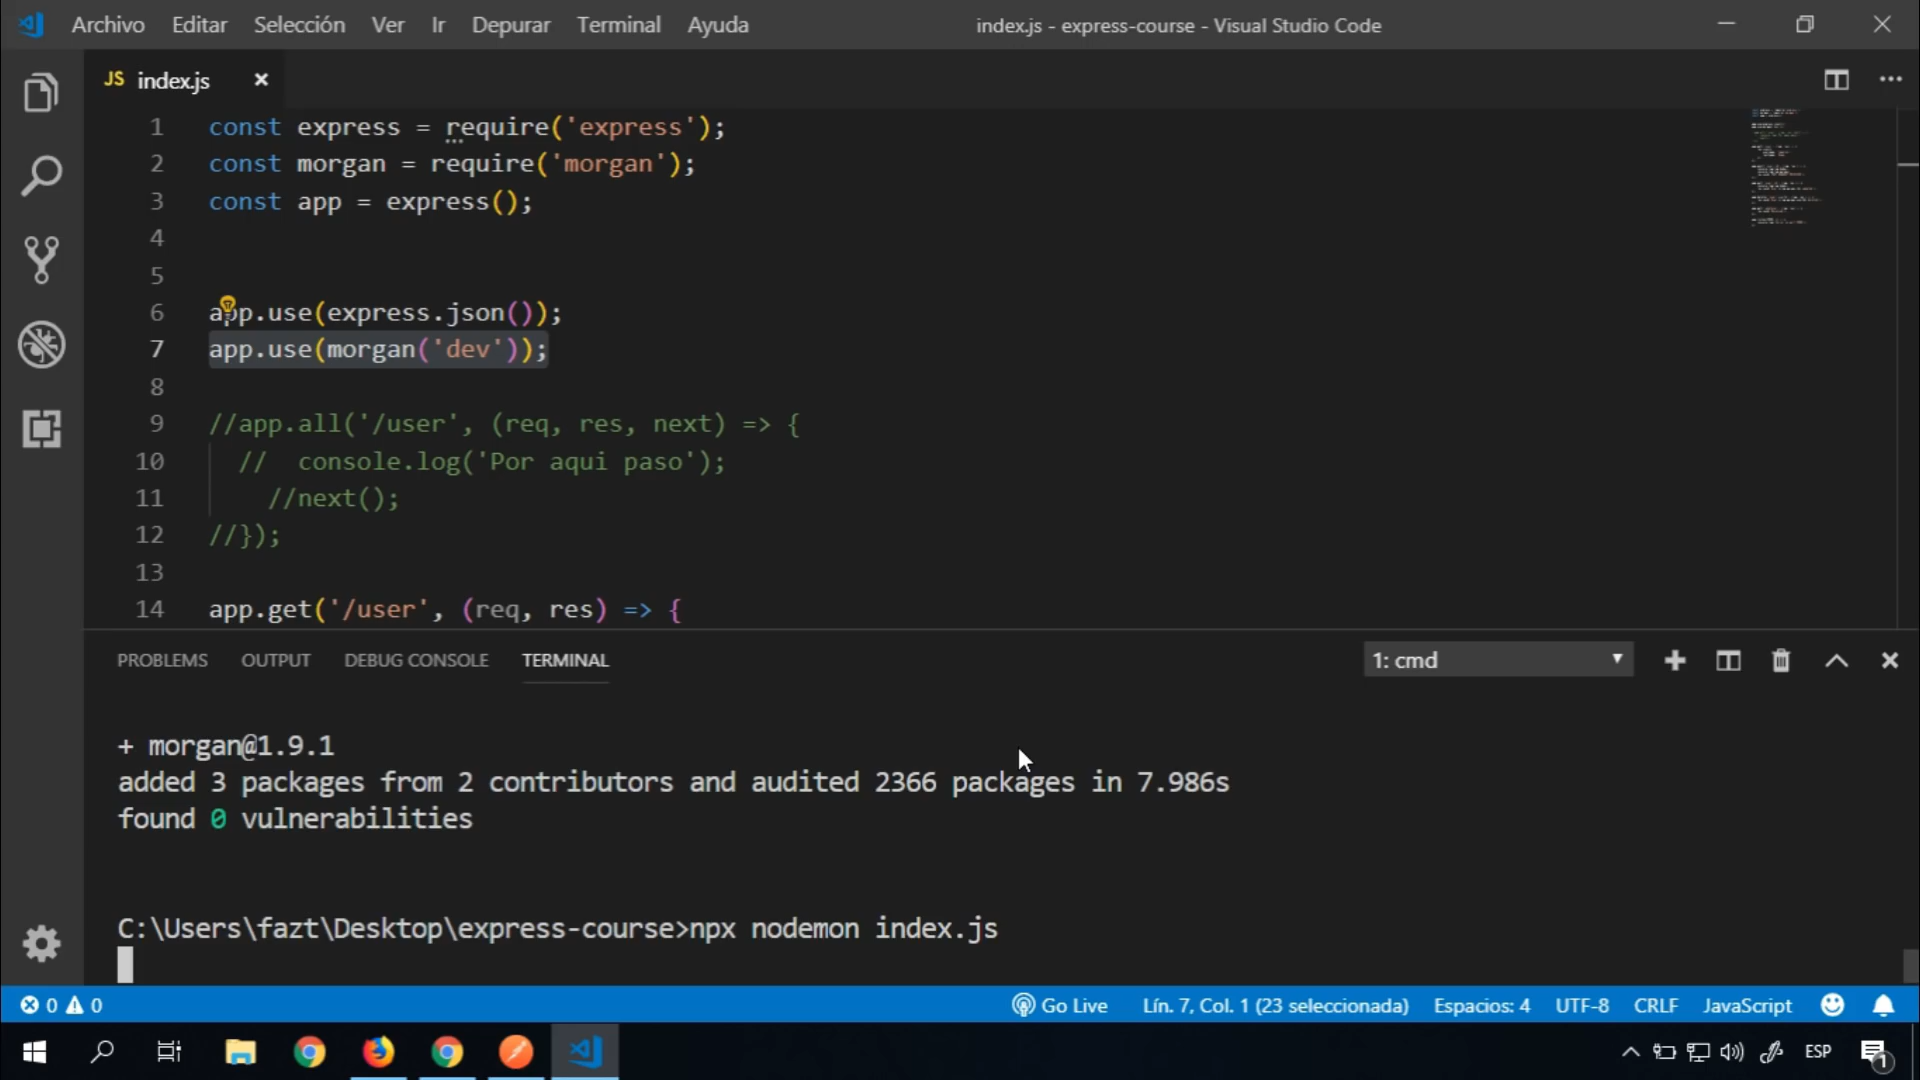 Archivo Editar Selección Ver Ir Depurar Terminal Ayuda index.js - express-course - Visual Studio Code
JS index.js
1 const express = require('express');
2 const morgan = require('morgan');
3 const app = express();
4
5
6 app.use(express.json());
7 app.use(morgan('dev'));
8
9 //app.all('/user', (req, res, next) => {
10 // console.log('Por aqui paso');
11 //next();
12 //});
13
14 app.get('/user', (req, res) => {
PROBLEMS OUTPUT DEBUG CONSOLE TERMINAL 1: cmd
+ morgan@1.9.1
added 3 packages from 2 contributors and audited 2366 packages in 7.986s
found 0 vulnerabilities
C:\Users\fazt\Desktop\express-course>npx nodemon index.js
0 0 Go Live Lín. 7, Col. 1 (23 seleccionada) Espacios: 4 UTF-8 CRLF JavaScript
ESP 1